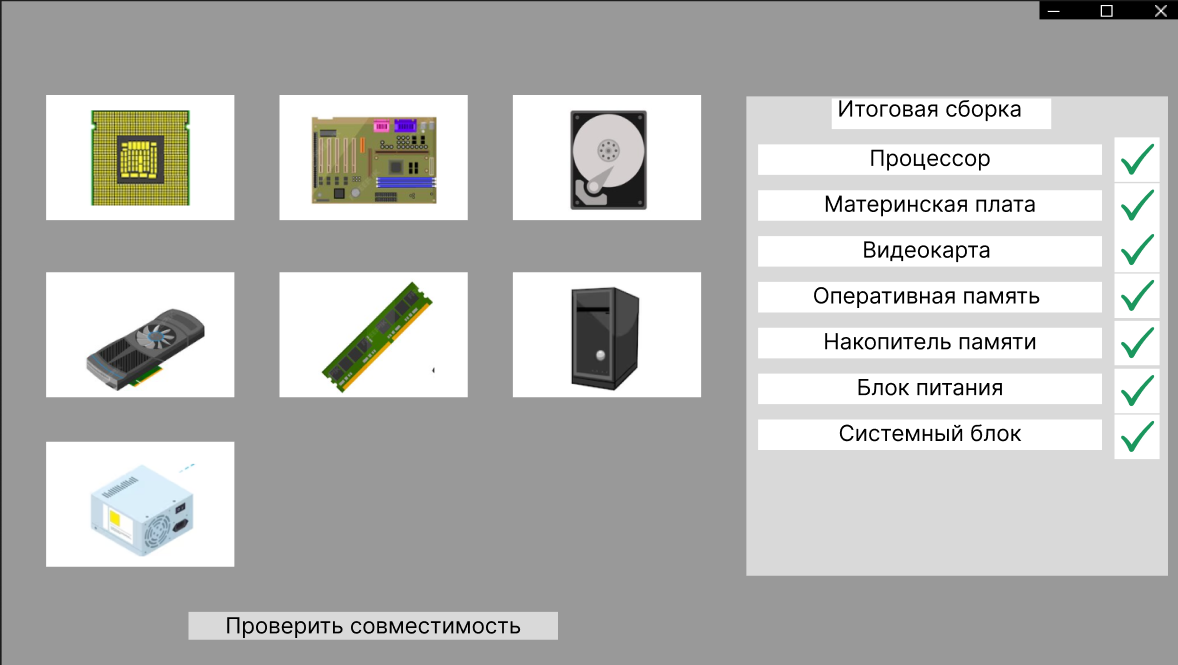 Итоговая сборка
Процессор
Материнская плата
Видеокарта
Оперативная память
Накопитель памяти
Блок питания
Системный блок
Проверить совместимость